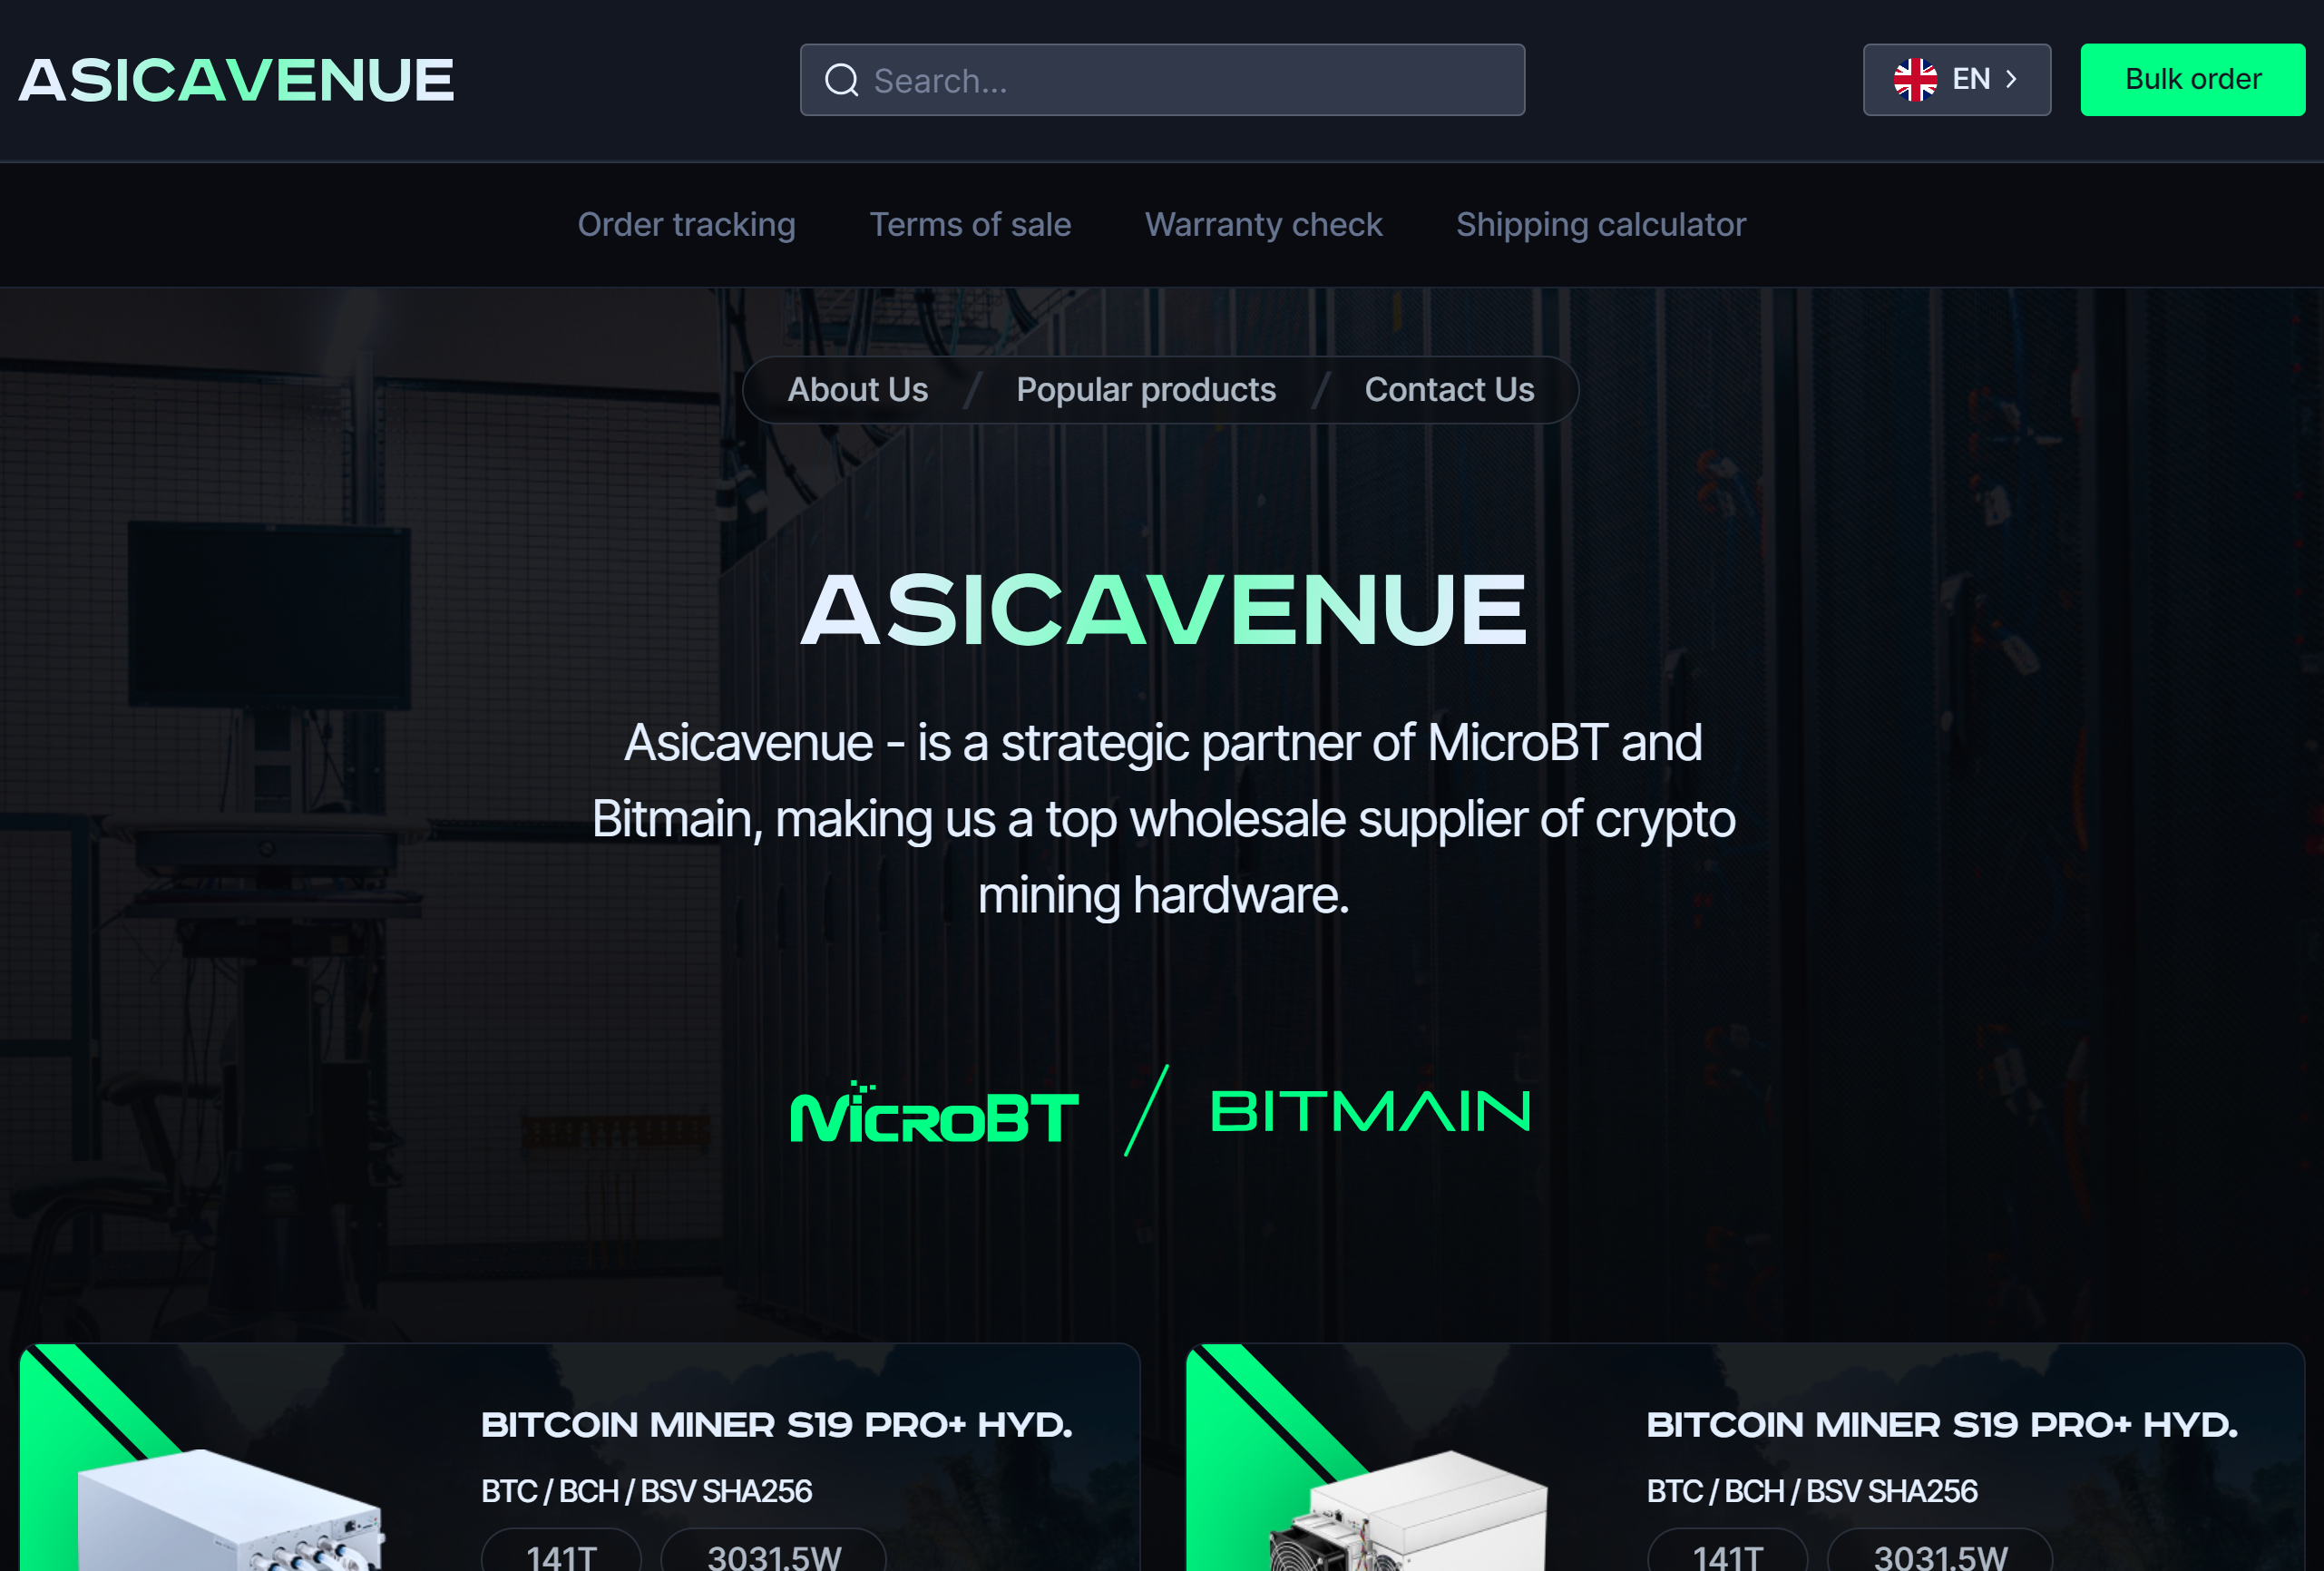 ASICAVENUE
Search...
EN
Bulk order
Order tracking
Terms of sale
Warranty check
Shipping calculator
About Us / Popular products / Contact Us
ASICAVENUE
Asicavenue - is a strategic partner of MicroBT and
Bitmain, making us a top wholesale supplier of crypto
mining hardware.
MICROBT / BITMAIN
BITCOIN MINER S19 PRO+ HYD.
BTC / BCH / BSV SHA256
141T
3031.5W
BITCOIN MINER S19 PRO+ HYD.
BTC / BCH / BSV SHA256
141T
3031.5W